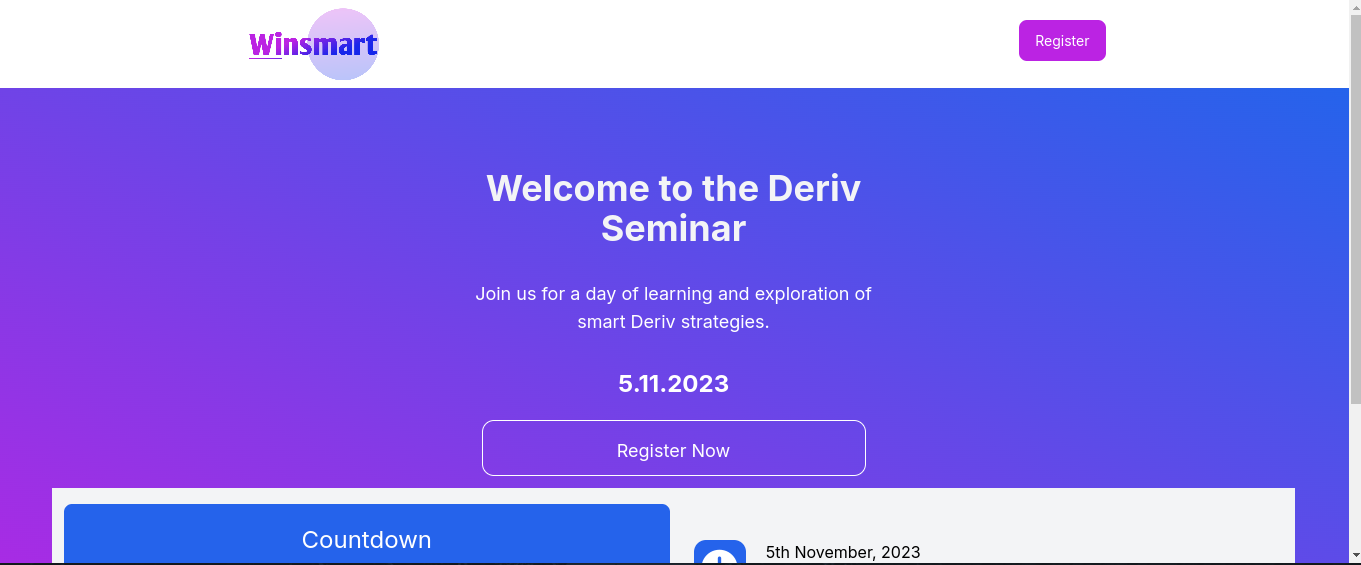 Winsmart
Register
Welcome to the Deriv
Seminar
Join us for a day of learning and exploration of
smart Deriv strategies.
5.11.2023
Register Now
Countdown
5th November, 2023